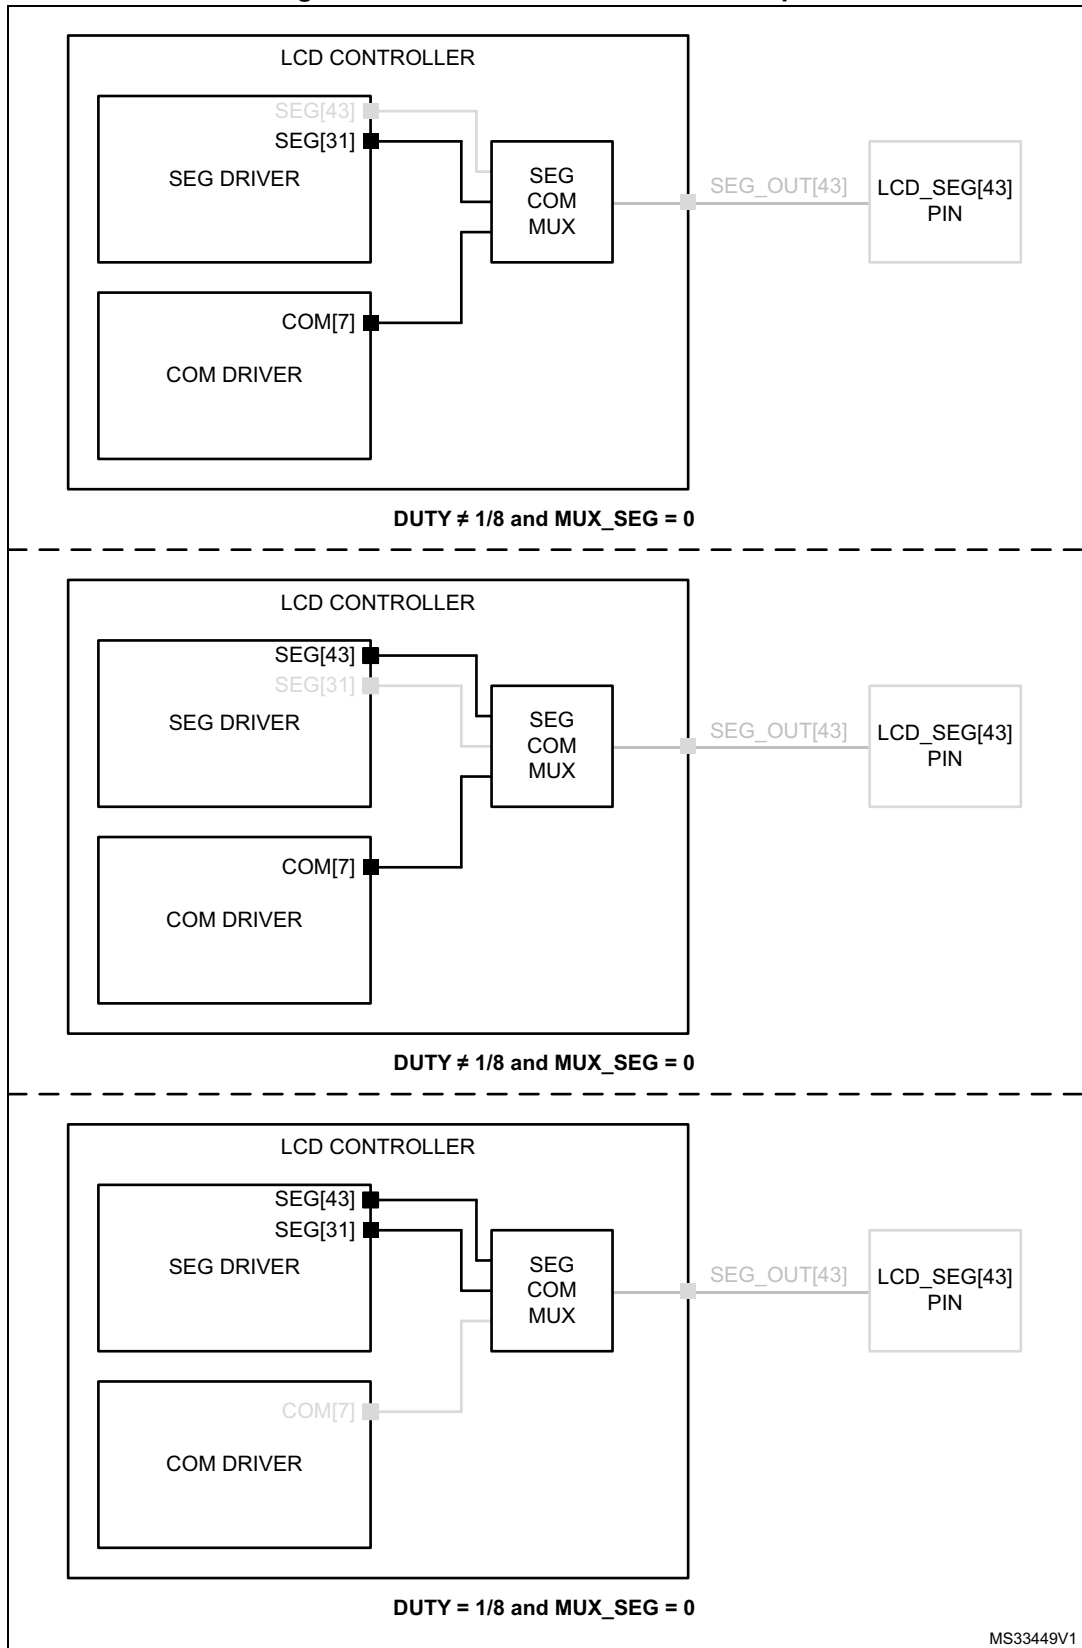 LCD CONTROLLER
SEG[43]
SEG[31]
SEG DRIVER
SEG
COM
MUX
SEG_OUT[43]
LCD_SEG[43]
PIN
COM[7]
COM DRIVER
DUTY ≠ 1/8 and MUX_SEG = 0
LCD CONTROLLER
SEG[43]
SEG[31]
SEG DRIVER
SEG
COM
MUX
SEG_OUT[43]
LCD_SEG[43]
PIN
COM[7]
COM DRIVER
DUTY ≠ 1/8 and MUX_SEG = 0
LCD CONTROLLER
SEG[43]
SEG[31]
SEG DRIVER
SEG
COM
MUX
SEG_OUT[43]
LCD_SEG[43]
PIN
COM[7]
COM DRIVER
DUTY = 1/8 and MUX_SEG = 0
MS33449V1